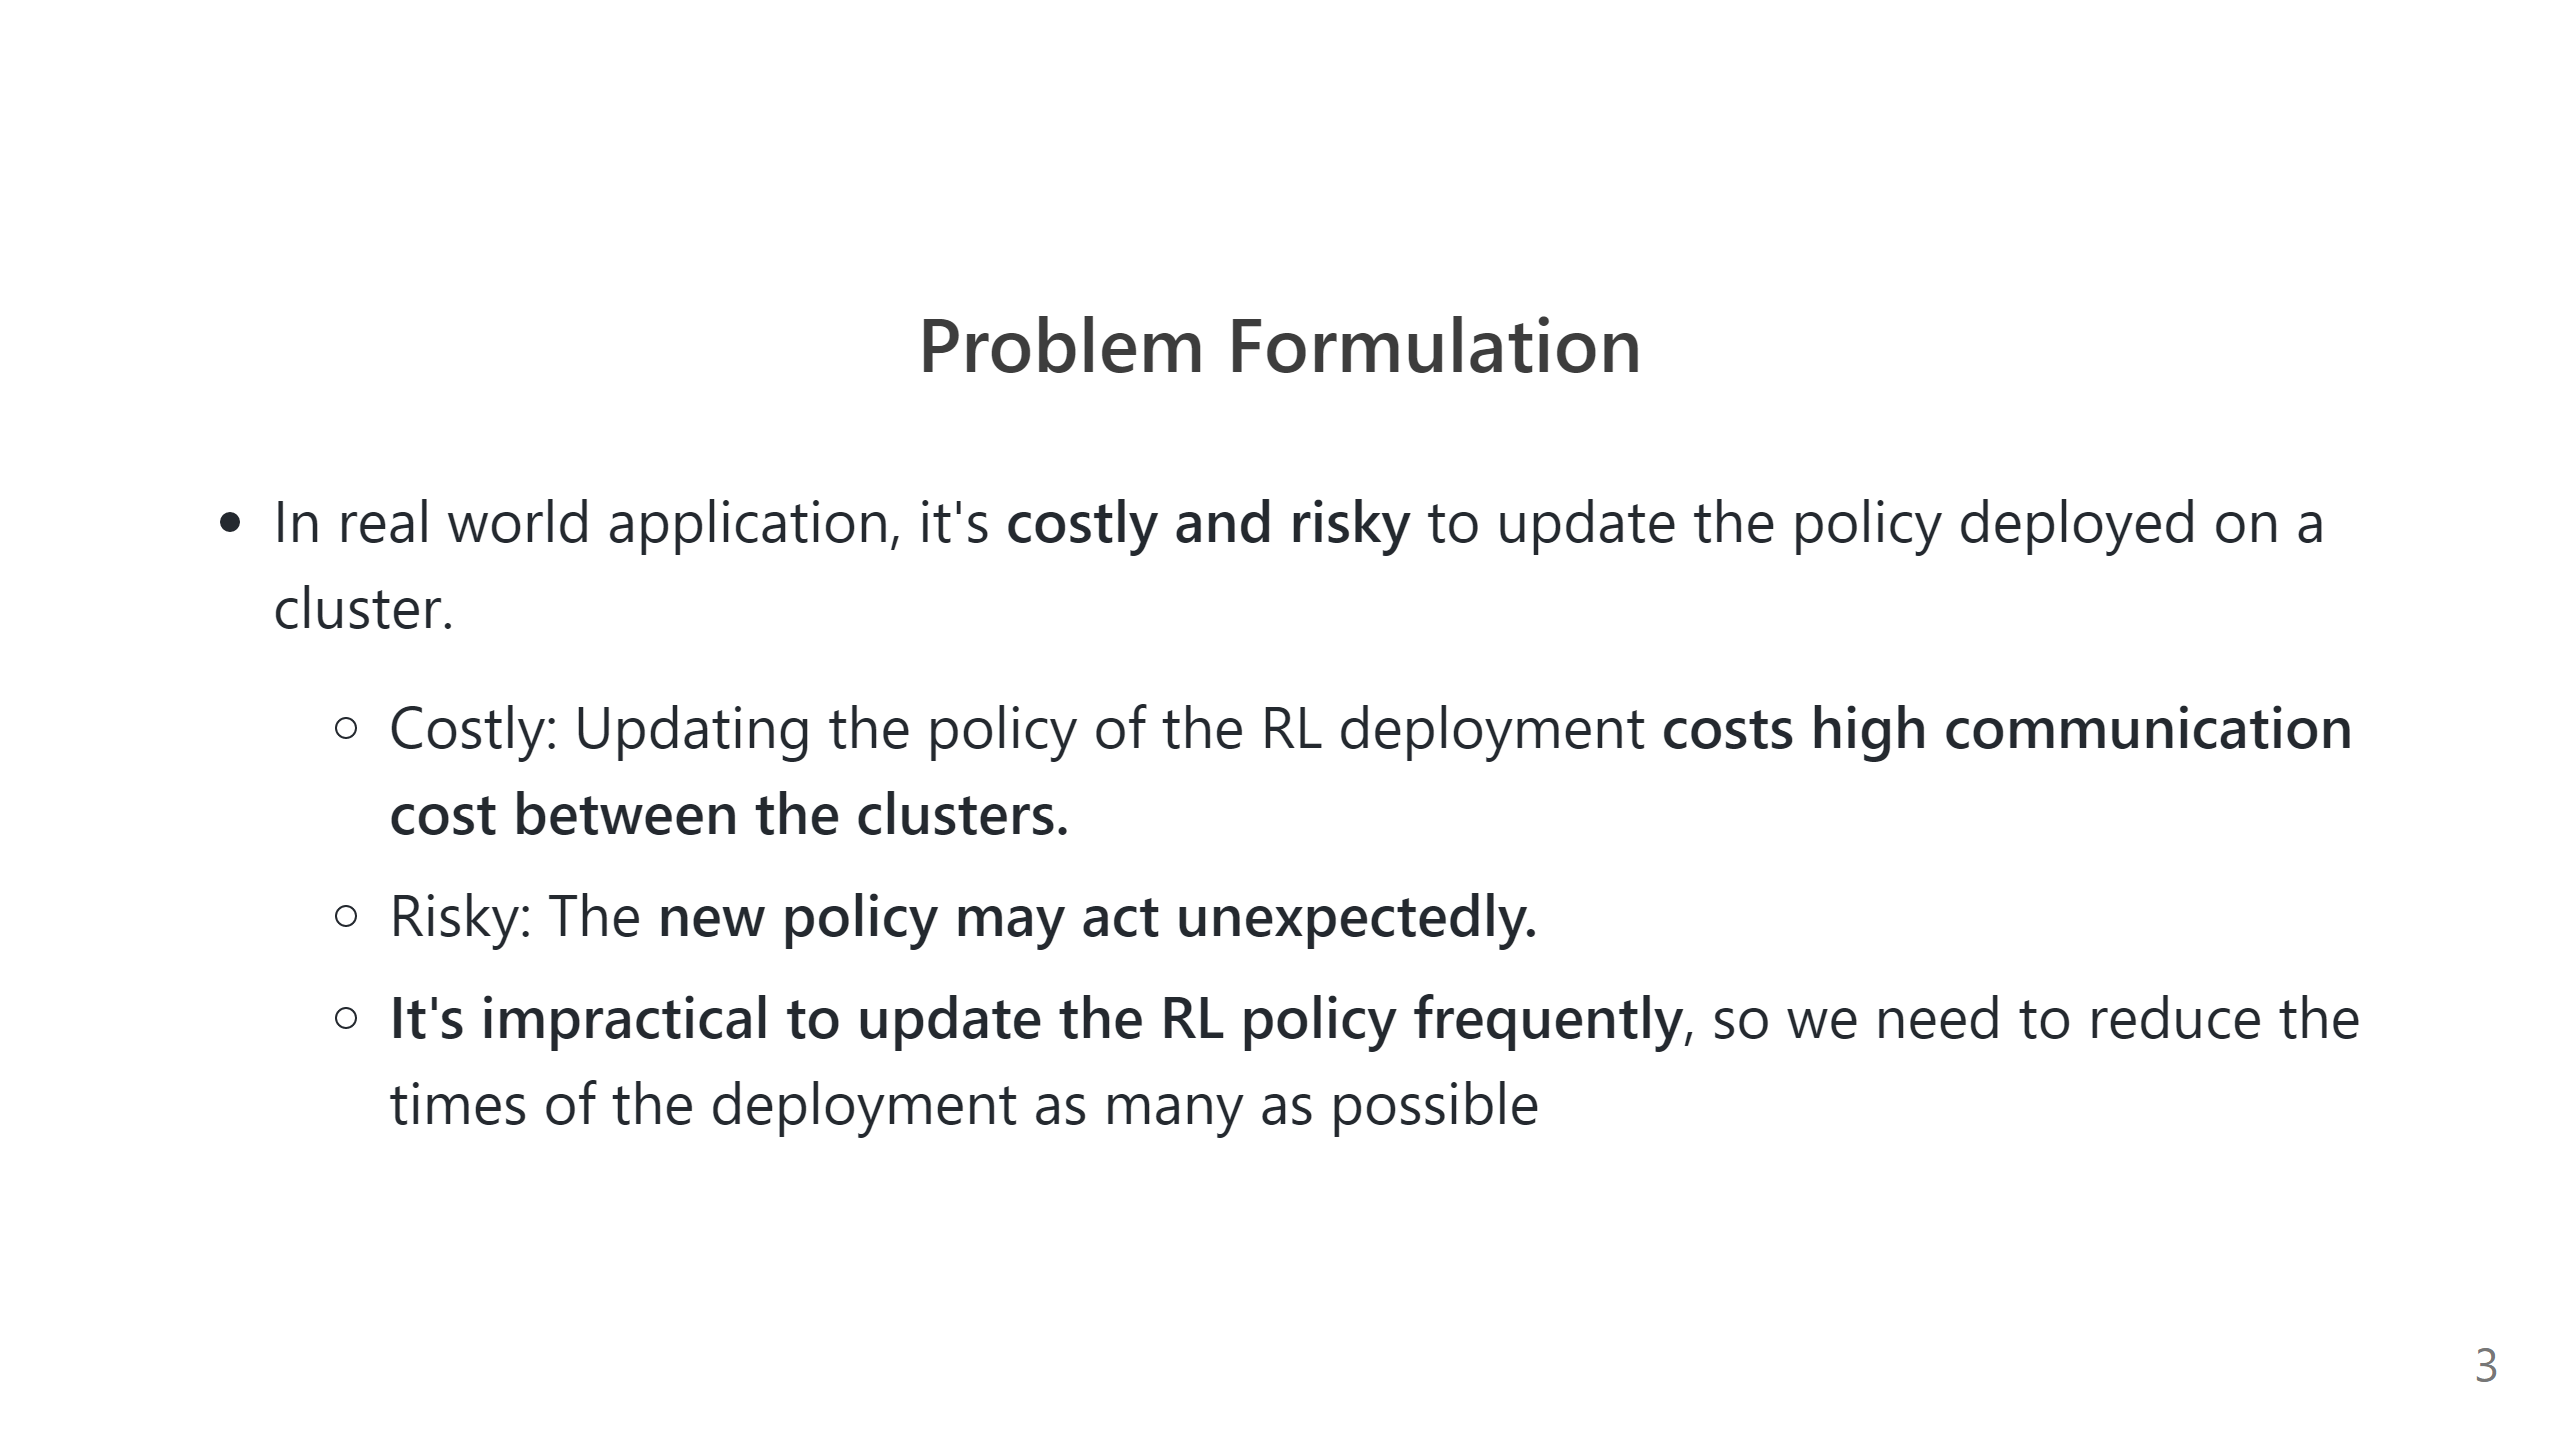 Problem Formulation
• In real world application, it's costly and risky to update the policy deployed on a
cluster.
○ Costly: Updating the policy of the RL deployment costs high communication
cost between the clusters.
○ Risky: The new policy may act unexpectedly.
○ It's impractical to update the RL policy frequently, so we need to reduce the
times of the deployment as many as possible
3